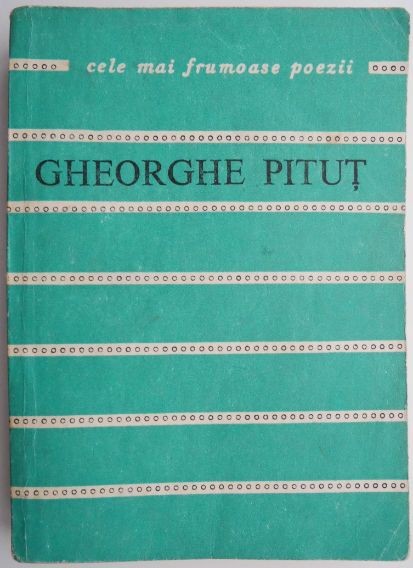 cele mai frumoase poezii
GHEORGHE PITUȚ